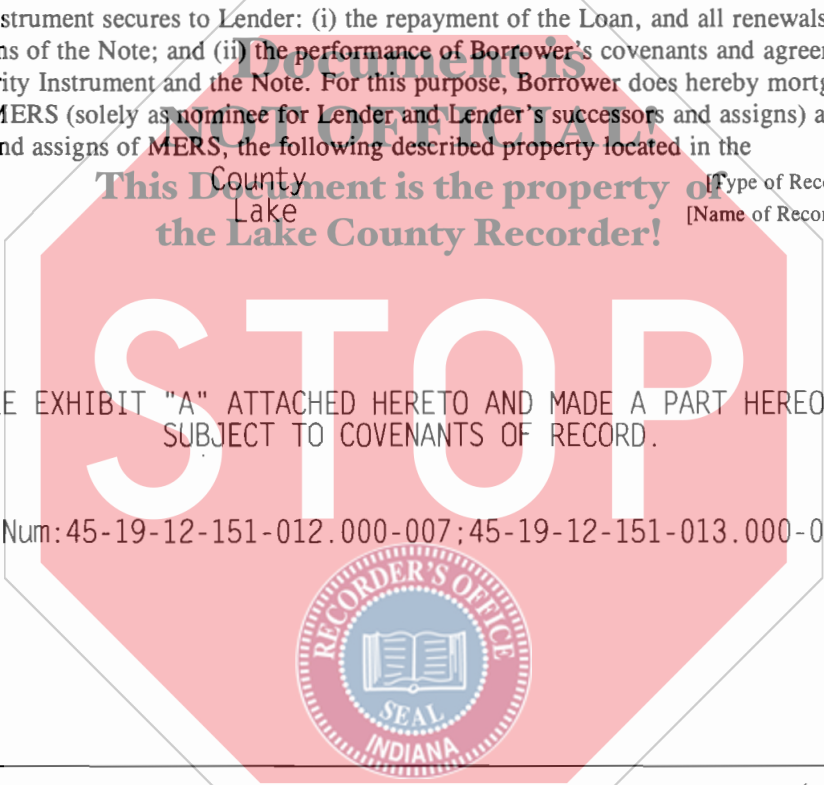 strument secures to Lender: (i) the repayment of the Loan, and all renewals
ns of the Note; and (ii) the performance of Borrower's covenants and agreer
rity Instrument and the Note. For this purpose, Borrower does hereby mortg
MERS (solely as nominee for Lender and Lender's successors and assigns) a
nd assigns of MERS, the following described property located in the
County [Type of Reco
Lake [Name of Recor
Document is
NOT OFFICIAL!
This Document is the property of
the Lake County Recorder!
STOP
E EXHIBIT "A" ATTACHED HERETO AND MADE A PART HEREO
SUBJECT TO COVENANTS OF RECORD.
Num:45-19-12-151-012.000-007;45-19-12-151-013.000-0
RECORDER'S OFFICE
SEAL
INDIANA